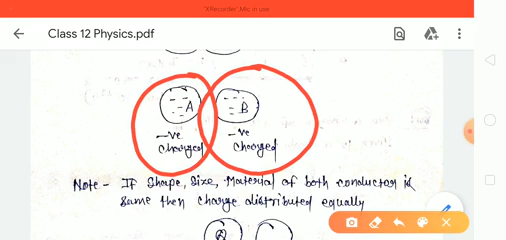 'XRecorder', Mic in use
Class 12 Physics.pdf
A
B
-ve
Charged
-ve
Charged
Note - If Shape, Size, Material of both conductor is
same then charge distributed equally